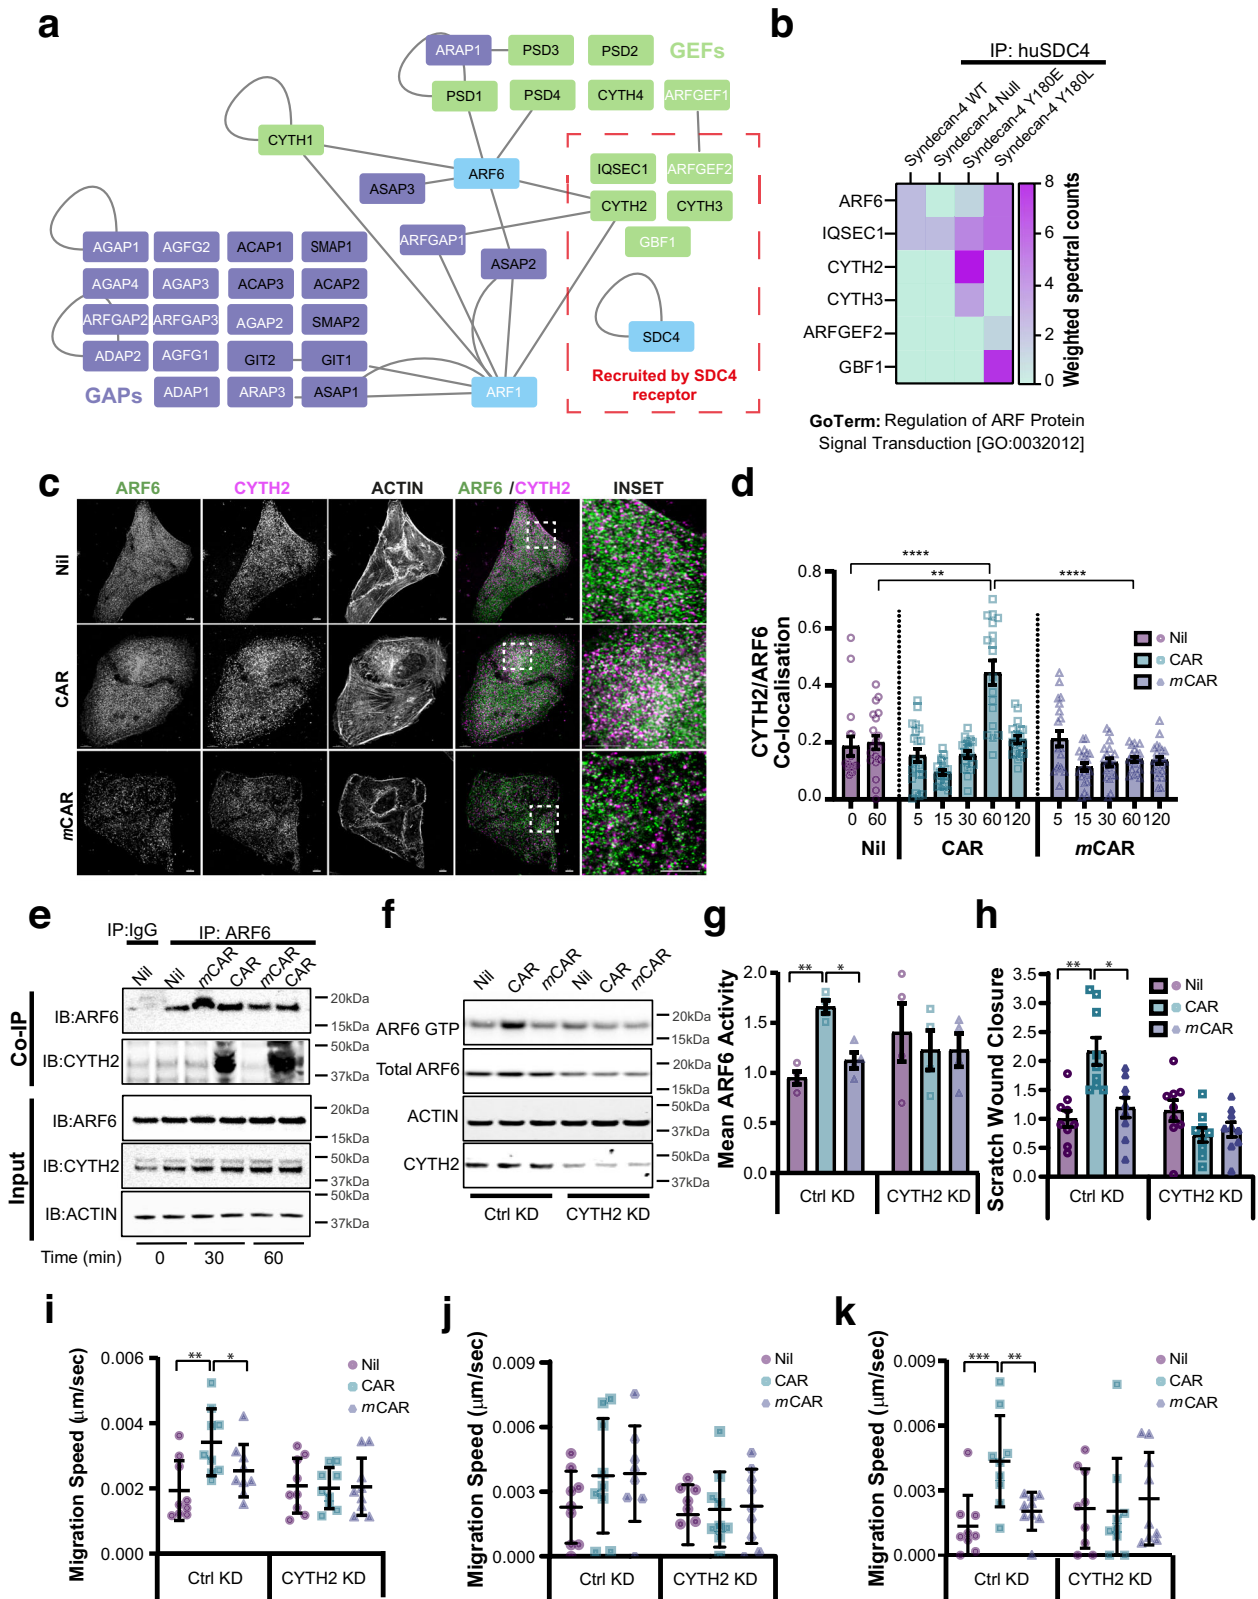 a
ARAP1 PSD3 PSD2 GEFs
PSD1 PSD4 CYTH4 ARFGEF1
CYTH1
ARF6 IQSEC1 ARFGEF2
ASAP3
CYTH2 CYTH3
ARFGAP1 GBF1
ASAP2
AGAP1 AGFG2 ACAP1 SMAP1
AGAP4 AGAP3 ACAP3 ACAP2
ARFGAP2 ARFGAP3 AGAP2 SMAP2
ADAP2 AGFG1 GIT2 GIT1
GAPs ADAP1 ARAP3 ASAP1
ARF1
SDC4
Recruited by SDC4
receptor
b
IP: huSDC4
Syndecan-4 WT
Syndecan-4 Null
Syndecan-4 Y180E
Syndecan-4 Y180L
ARF6
IQSEC1
CYTH2
CYTH3
ARFGEF2
GBF1
8
6
4
2
0
Weighted spectral counts
GoTerm: Regulation of ARF Protein
Signal Transduction [GO:0032012]
c
ARF6 CYTH2 ACTIN ARF6 /CYTH2 INSET
Nil
CAR
mCAR
d
CYTH2/ARF6
Co-localisation
0.8
0.6
0.4
0.2
0.0
**** ** ****
Nil
CAR
mCAR
0 60 5 15 30 60 120 5 15 30 60 120
Nil CAR mCAR
e
IP:IgG IP: ARF6
Nil Nil mCAR CAR mCAR CAR
Co-IP
IB:ARF6 20kDa
15kDa
IB:CYTH2 50kDa
37kDa
Input
IB:ARF6 20kDa
15kDa
IB:CYTH2 50kDa
37kDa
IB:ACTIN 50kDa
37kDa
Time (min) 0 30 60
f
Nil CAR mCAR Nil CAR mCAR
ARF6 GTP 20kDa
15kDa
Total ARF6 20kDa
15kDa
ACTIN 50kDa
37kDa
CYTH2 50kDa
37kDa
Ctrl KD CYTH2 KD
g
Mean ARF6 Activity
2.0
1.5
1.0
0.5
0.0
** *
Ctrl KD CYTH2 KD
h
Scratch Wound Closure
3.5
3.0
2.5
2.0
1.5
1.0
0.5
0.0
** *
Nil
CAR
mCAR
Ctrl KD CYTH2 KD
i
Migration Speed (µm/sec)
0.006
0.004
0.002
0.000
** *
Nil
CAR
mCAR
Ctrl KD CYTH2 KD
j
Migration Speed (µm/sec)
0.009
0.006
0.003
0.000
Nil
CAR
mCAR
Ctrl KD CYTH2 KD
k
Migration Speed (µm/sec)
0.009
0.006
0.003
0.000
*** **
Nil
CAR
mCAR
Ctrl KD CYTH2 KD